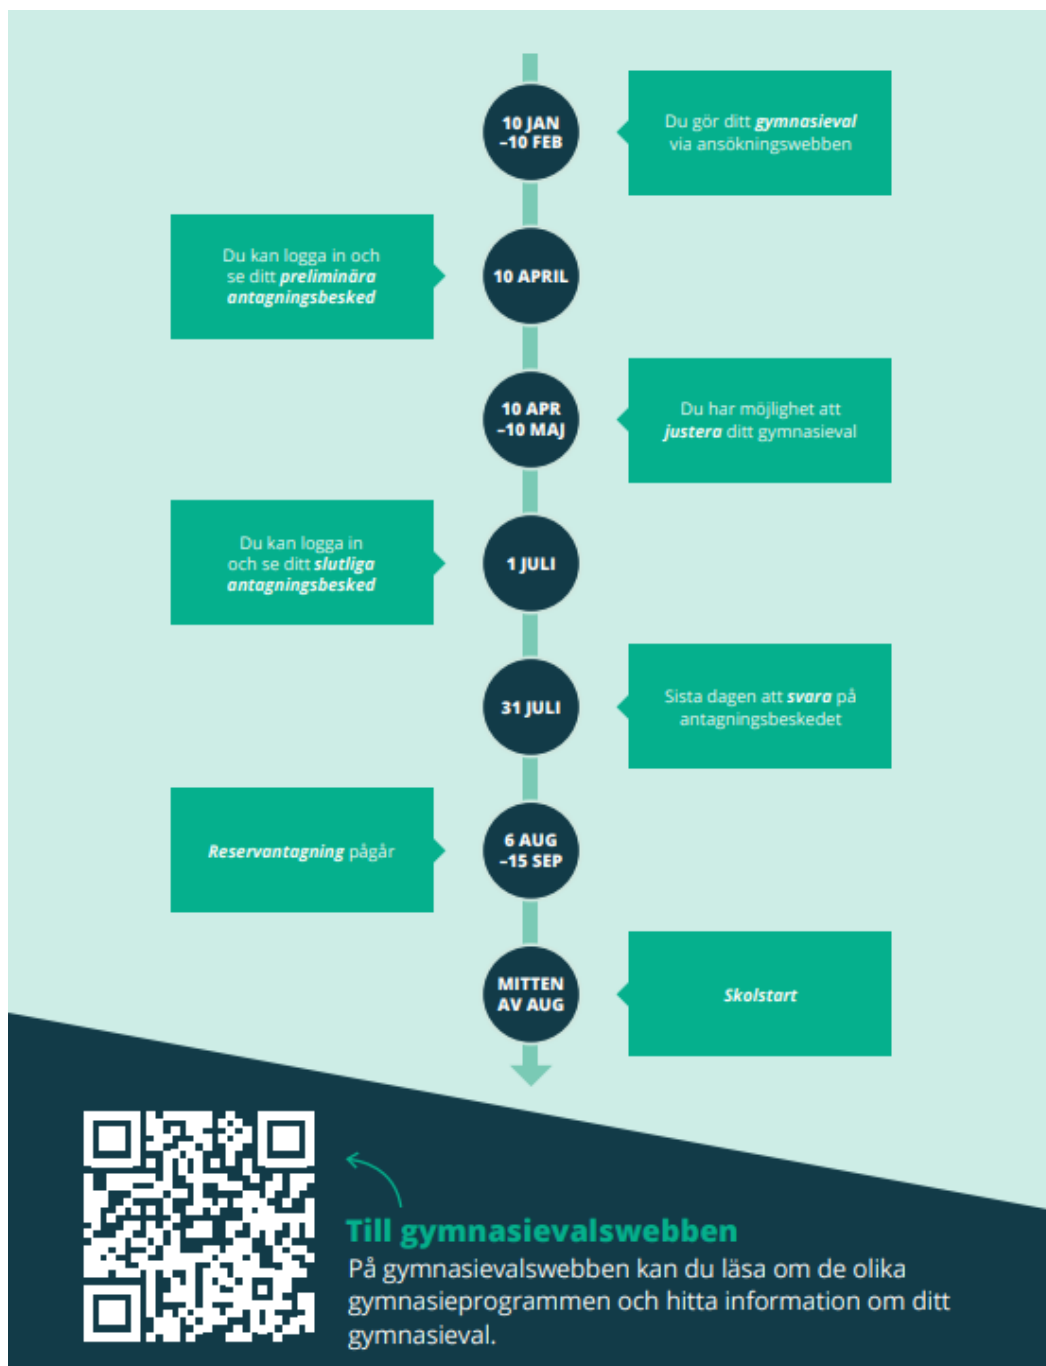 10 JAN
–10 FEB
Du gör ditt gymnasieval
via ansökningswebben
Du kan logga in och
se ditt preliminära
antagningsbesked
10 APRIL
10 APR
–10 MAJ
Du har möjlighet att
justera ditt gymnasieval
Du kan logga in
och se ditt slutliga
antagningsbesked
1 JULI
31 JULI
Sista dagen att svara på
antagningsbeskedet
Reservantagning pågår
6 AUG
–15 SEP
MITTEN
AV AUG
Skolstart
Till gymnasievalswebben
På gymnasievalswebben kan du läsa om de olika
gymnasieprogrammen och hitta information om ditt
gymnasieval.